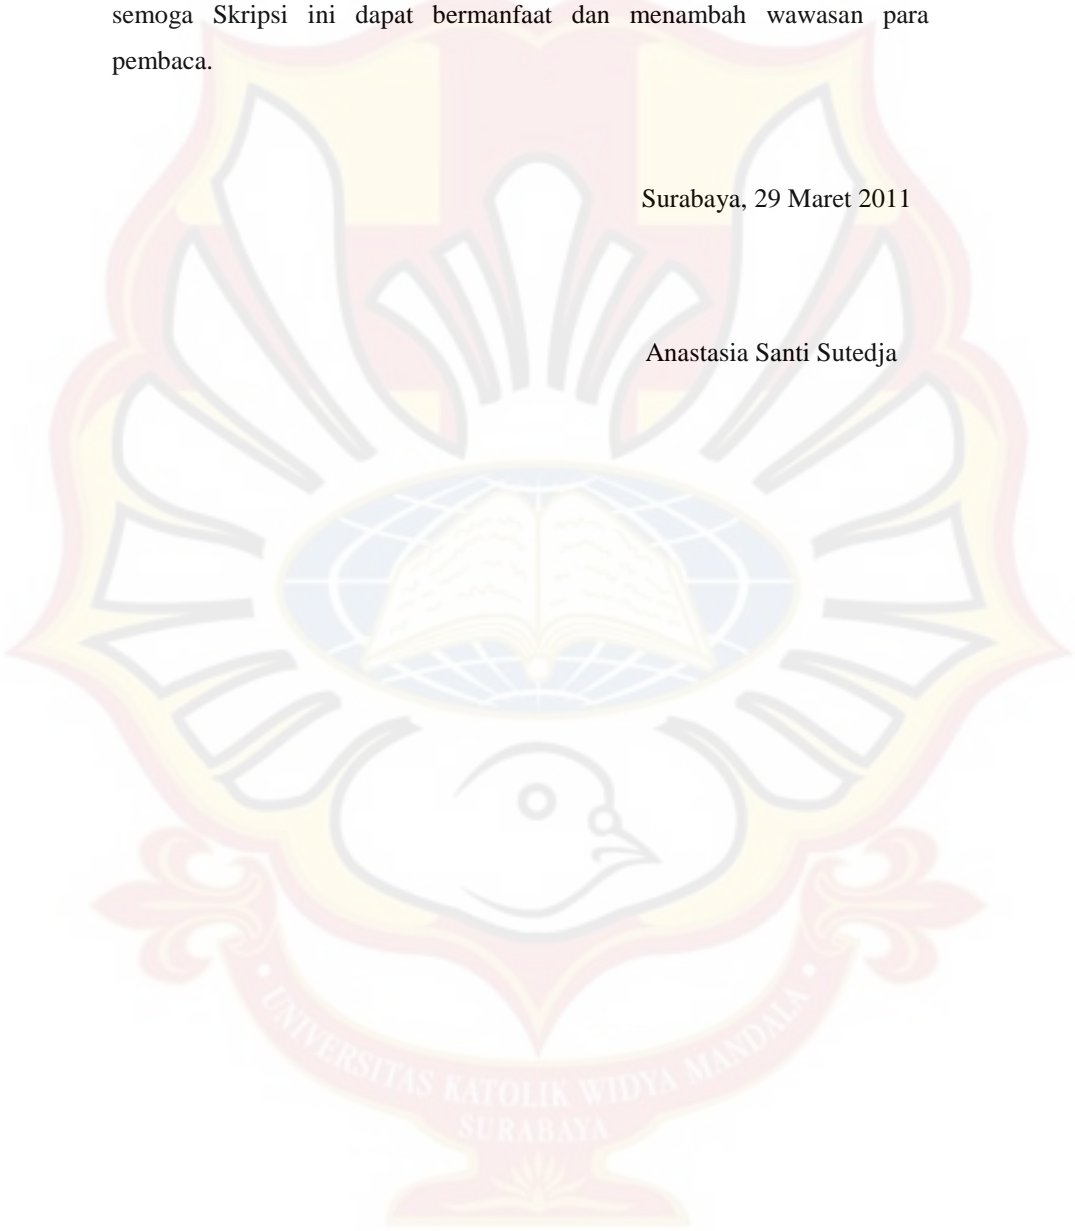 semoga Skripsi ini dapat bermanfaat dan menambah wawasan para
pembaca.
Surabaya, 29 Maret 2011
Anastasia Santi Sutedja
UNIVERSITAS KATOLIK WIDYA MANDALA
SURABAYA